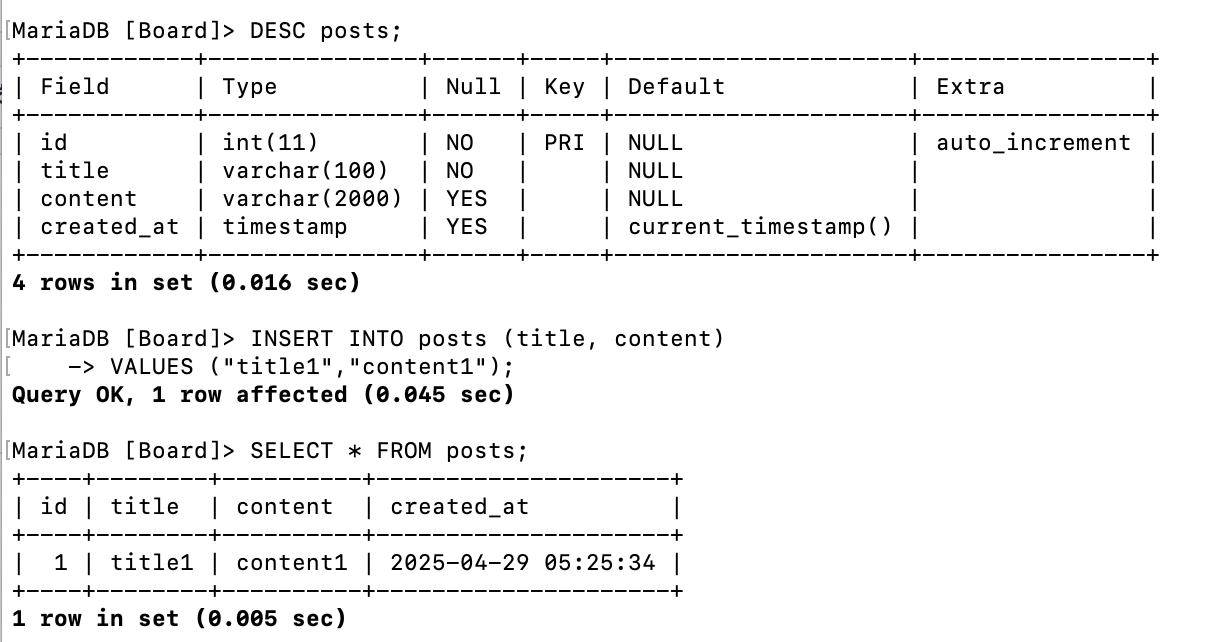 [MariaDB [Board]> DESC posts;
+------------+---------------+------+-----+---------------------+----------------+
| Field      | Type          | Null | Key | Default             | Extra          |
+------------+---------------+------+-----+---------------------+----------------+
| id         | int(11)       | NO   | PRI | NULL                | auto_increment |
| title      | varchar(100)  | NO   |     | NULL                |                |
| content    | varchar(2000) | YES  |     | NULL                |                |
| created_at | timestamp     | YES  |     | current_timestamp() |                |
+------------+---------------+------+-----+---------------------+----------------+
4 rows in set (0.016 sec)

[MariaDB [Board]> INSERT INTO posts (title, content)
[    -> VALUES ("title1","content1");
Query OK, 1 row affected (0.045 sec)

[MariaDB [Board]> SELECT * FROM posts;
+----+--------+----------+---------------------+
| id | title  | content  | created_at          |
+----+--------+----------+---------------------+
|  1 | title1 | content1 | 2025-04-29 05:25:34 |
+----+--------+----------+---------------------+
1 row in set (0.005 sec)